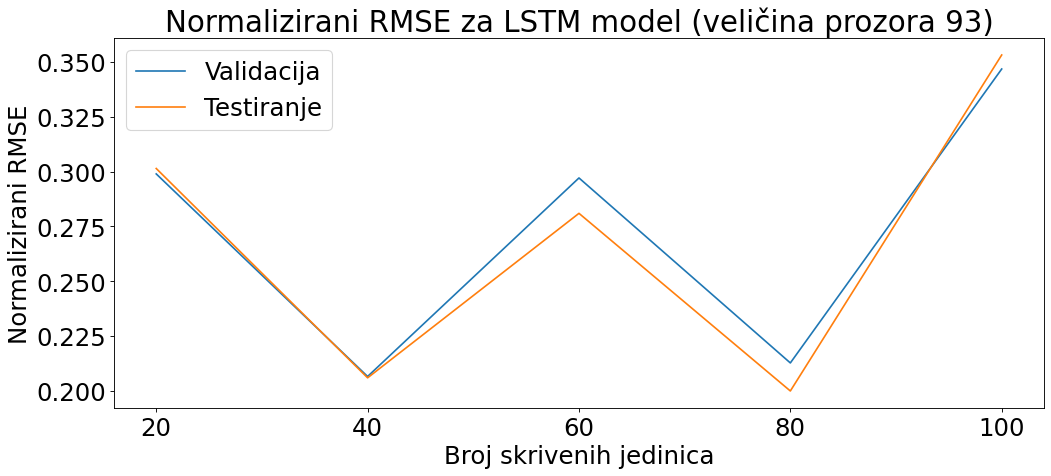 Normalizirani RMSE za LSTM model (veličina prozora 93)
Normalizirani RMSE
0.350
0.325
0.300
0.275
0.250
0.225
0.200
Validacija
Testiranje
20 40 60 80 100
Broj skrivenih jedinica